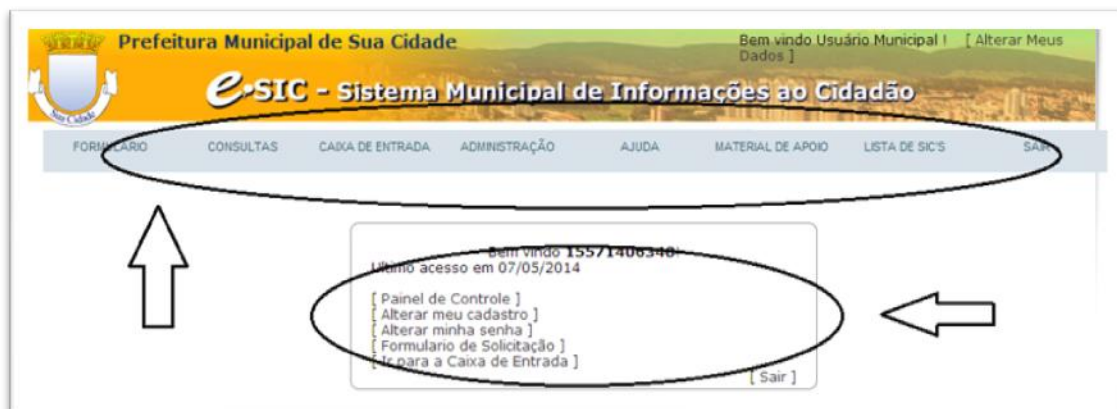 Prefeitura Municipal de Sua Cidade
Bem vindo Usuário Municipal ! [ Alterar Meus
Dados ]
e•SIC - Sistema Municipal de Informações ao Cidadão
Sua Cidade
FORMULÁRIO CONSULTAS CAIXA DE ENTRADA ADMINISTRAÇÃO AJUDA MATERIAL DE APOIO LISTA DE SIC'S SAIR
Bem vindo 15571406340!
Ultimo acesso em 07/05/2014
[ Painel de Controle ]
[ Alterar meu cadastro ]
[ Alterar minha senha ]
[ Formulario de Solicitação ]
[ Ir para a Caixa de Entrada ]
[ Sair ]